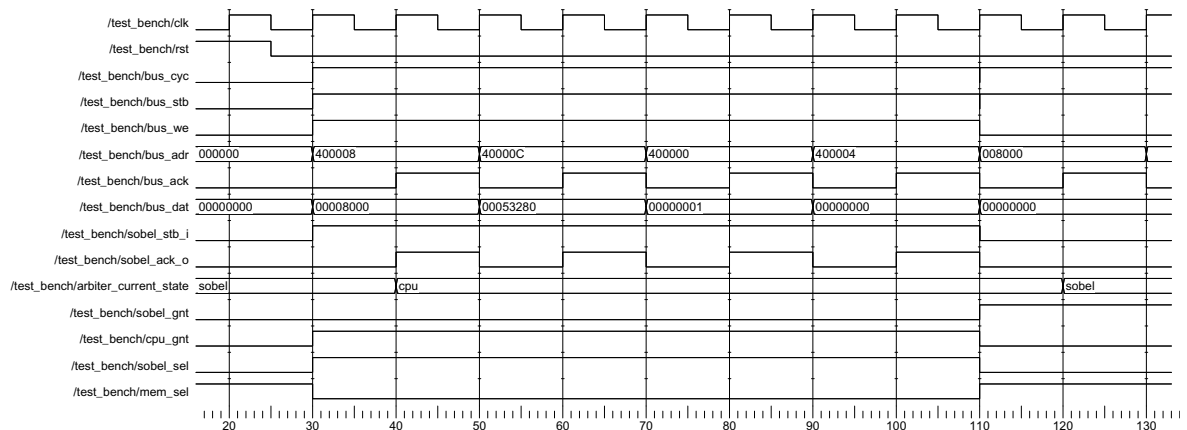 /test_bench/clk
/test_bench/rst
/test_bench/bus_cyc
/test_bench/bus_stb
/test_bench/bus_we
/test_bench/bus_adr 000000 400008 40000C 400000 400004 008000
/test_bench/bus_ack
/test_bench/bus_dat 00000000 00008000 00053280 00000001 00000000 00000000
/test_bench/sobel_stb_i
/test_bench/sobel_ack_o
/test_bench/arbiter_current_state sobel cpu sobel
/test_bench/sobel_gnt
/test_bench/cpu_gnt
/test_bench/sobel_sel
/test_bench/mem_sel
20 30 40 50 60 70 80 90 100 110 120 130